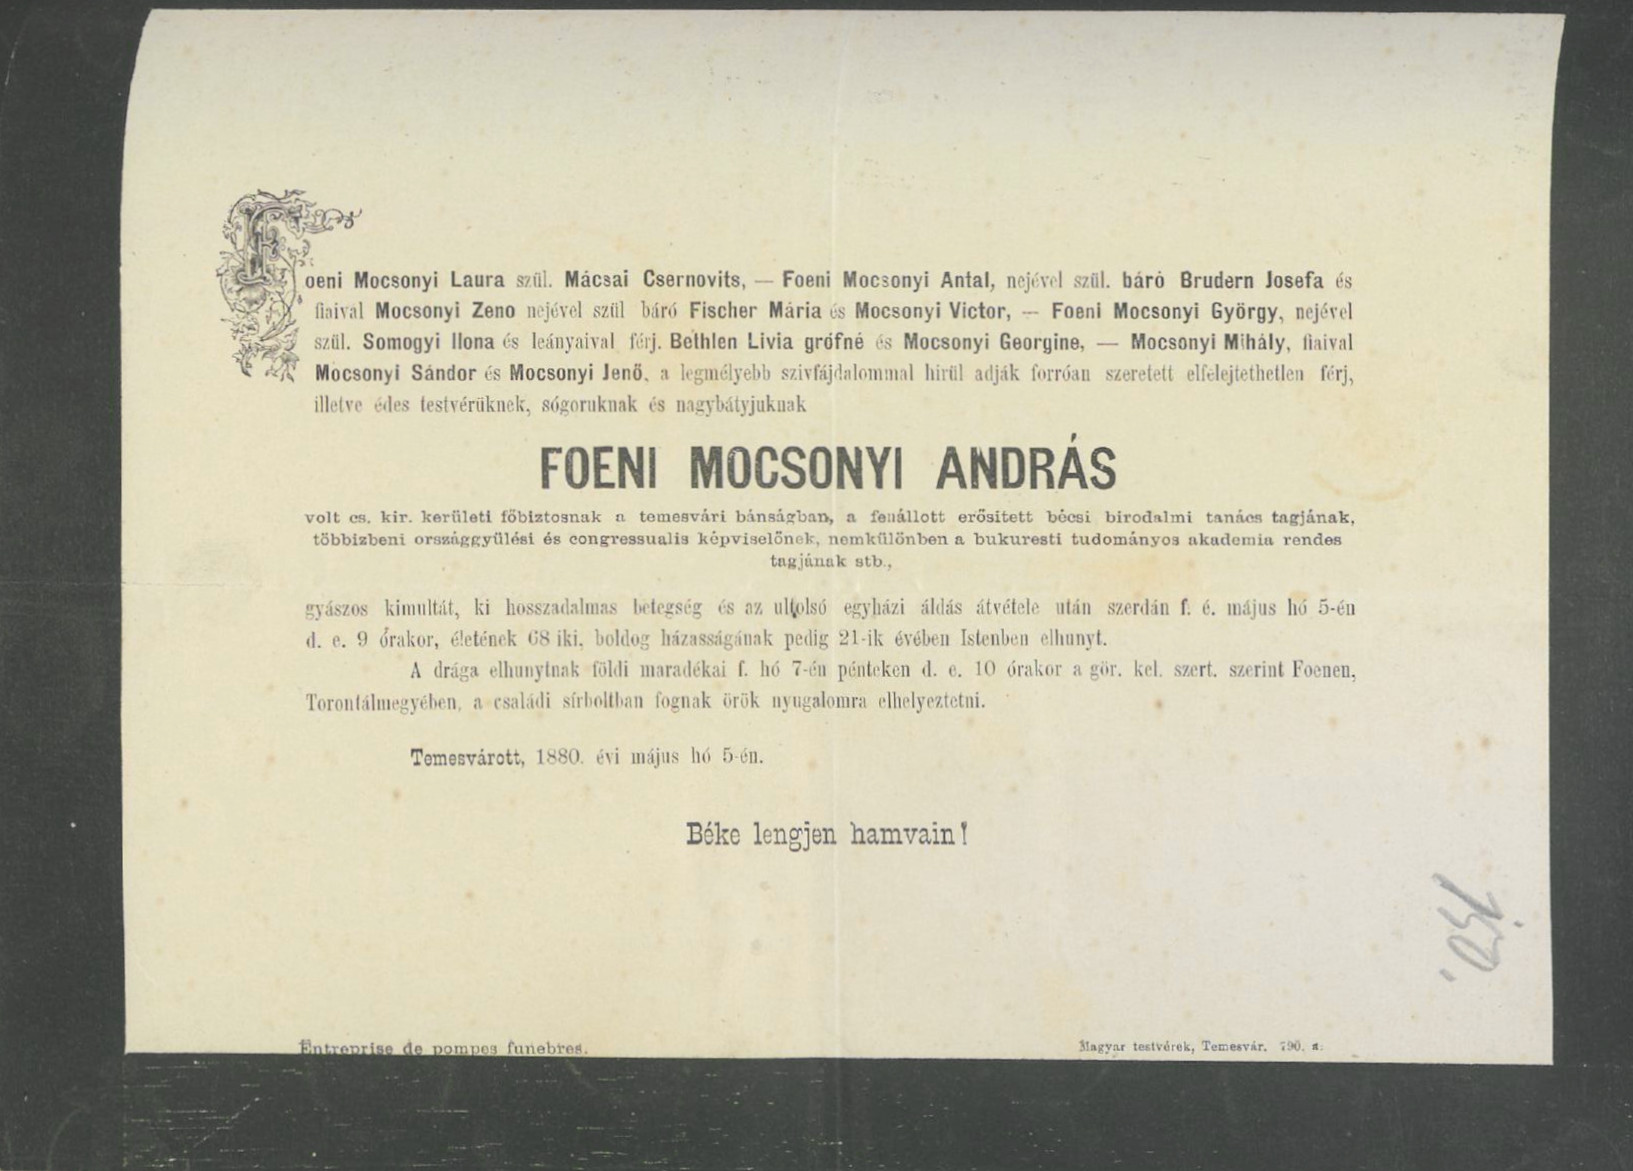 Foeni Mocsonyi Laura szül. Mácsai Csernovits, — Foeni Mocsonyi Antal, nejével szül. báró Brudern Josefa és
fiaival Mocsonyi Zeno nejével szül báró Fischer Mária és Mocsonyi Victor, — Foeni Mocsonyi György, nejével
szül. Somogyi Ilona és leányaival férj. Bethlen Livia grófné és Mocsonyi Georgine, — Mocsonyi Mihály, fiaival
Mocsonyi Sándor és Mocsonyi Jenő, a legmélyebb szivfájdalommal hirül adják forróan szeretett elfelejtethetlen férj,
illetve édes testvérüknek, sógoruknak és nagybátyjuknak
FOENI MOCSONYI ANDRÁS
volt cs. kir. kerületi főbiztosnak a temesvári bánságban, a fenállott erősitett bécsi birodalmi tanács tagjának,
többizbeni országgyülési és congressualis képviselőnek, nemkülönben a bukuresti tudományos akademia rendes
tagjának stb.,
gyászos kimultát, ki hosszadalmas betegség és az ultolsó egyházi áldás átvétele után szerdán f. é. május hó 5-én
d. e. 9 órakor, életének 68 iki, boldog házasságának pedig 21-ik évében Istenben elhunyt.
A drága elhunytnak földi maradékai f. hó 7-én pénteken d. e. 10 órakor a gör. kel. szert. szerint Foenen,
Torontálmegyében, a családi sírboltban fognak örök nyugalomra elhelyeztetni.
Temesvárott, 1880. évi május hó 5-én.
Béke lengjen hamvain!
Entreprise de pompes funebres.
Magyar testvérek, Temesvár. 790. sz.